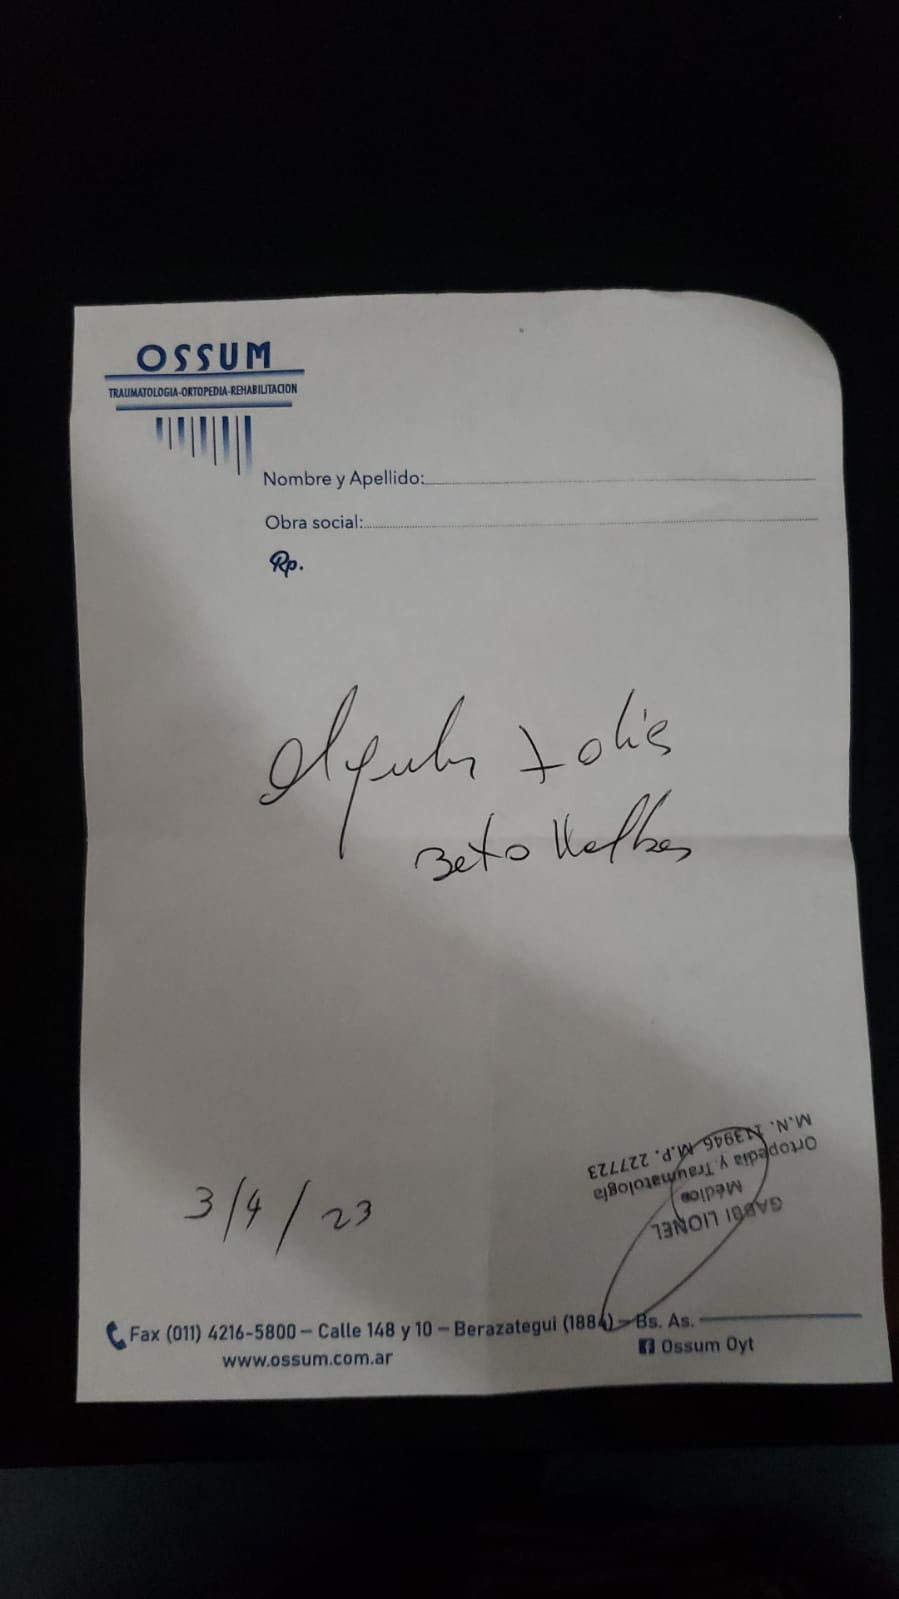 OSSUM
TRAUMATOLOGIA-ORTOPEDIA-REHABILITACION
Nombre y Apellido:
Obra social:
Rp.
3/4/23
GABBI LIONEL
Médico
Ortopedia y Traumatología
M.N. 113946 M.P. 227723
Fax (011) 4216-5800 – Calle 148 y 10 – Berazategui (1884) – Bs. As.
www.ossum.com.ar
Ossum Oyt